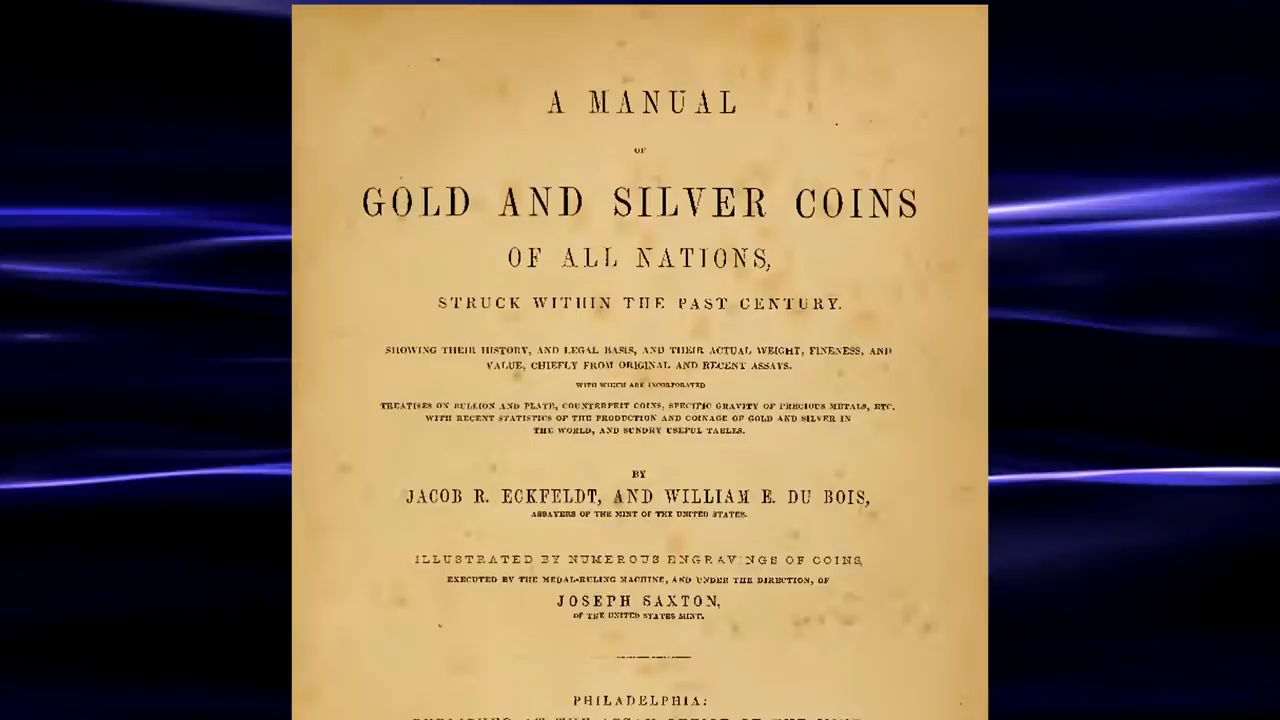 A MANUAL
OF
GOLD AND SILVER COINS
OF ALL NATIONS,
STRUCK WITHIN THE PAST CENTURY.
SHOWING THEIR HISTORY, AND LEGAL BASIS, AND THEIR ACTUAL WEIGHT, FINENESS, AND
VALUE, CHIEFLY FROM ORIGINAL AND RECENT ASSAYS.
WITH WHICH ARE INCORPORATED
TREATISES ON BULLION AND PLATE, COUNTERFEIT COINS, SPECIFIC GRAVITY OF PRECIOUS METALS, ETC.
WITH RECENT STATISTICS OF THE PRODUCTION AND COINAGE OF GOLD AND SILVER IN
THE WORLD, AND SUNDRY USEFUL TABLES.
BY
JACOB R. ECKFELDT, AND WILLIAM E. DU BOIS,
ASSAYERS OF THE MINT OF THE UNITED STATES.
ILLUSTRATED BY NUMEROUS ENGRAVINGS OF COINS,
EXECUTED BY THE MEDAL-RULING MACHINE, AND UNDER THE DIRECTION, OF
JOSEPH SAXTON,
OF THE UNITED STATES MINT.
PHILADELPHIA: